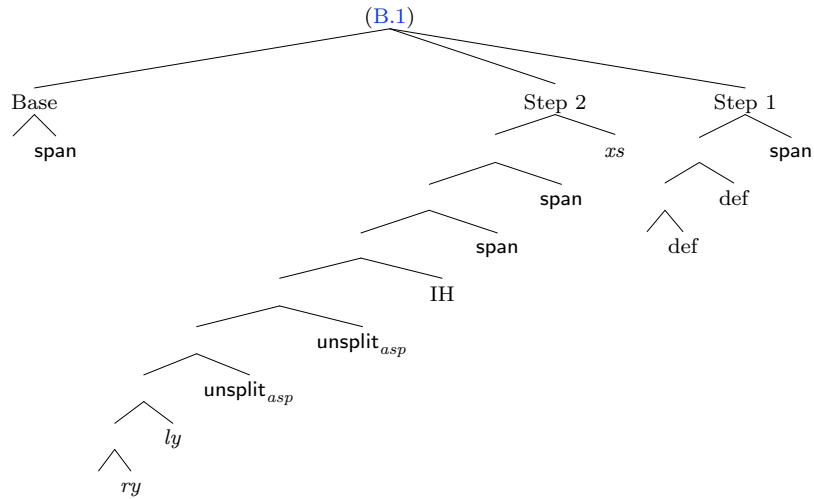 (B.1)
Base Step 2 Step 1
span xs span
span def
span def
IH
unsplit_asp
unsplit_asp
ly
ry